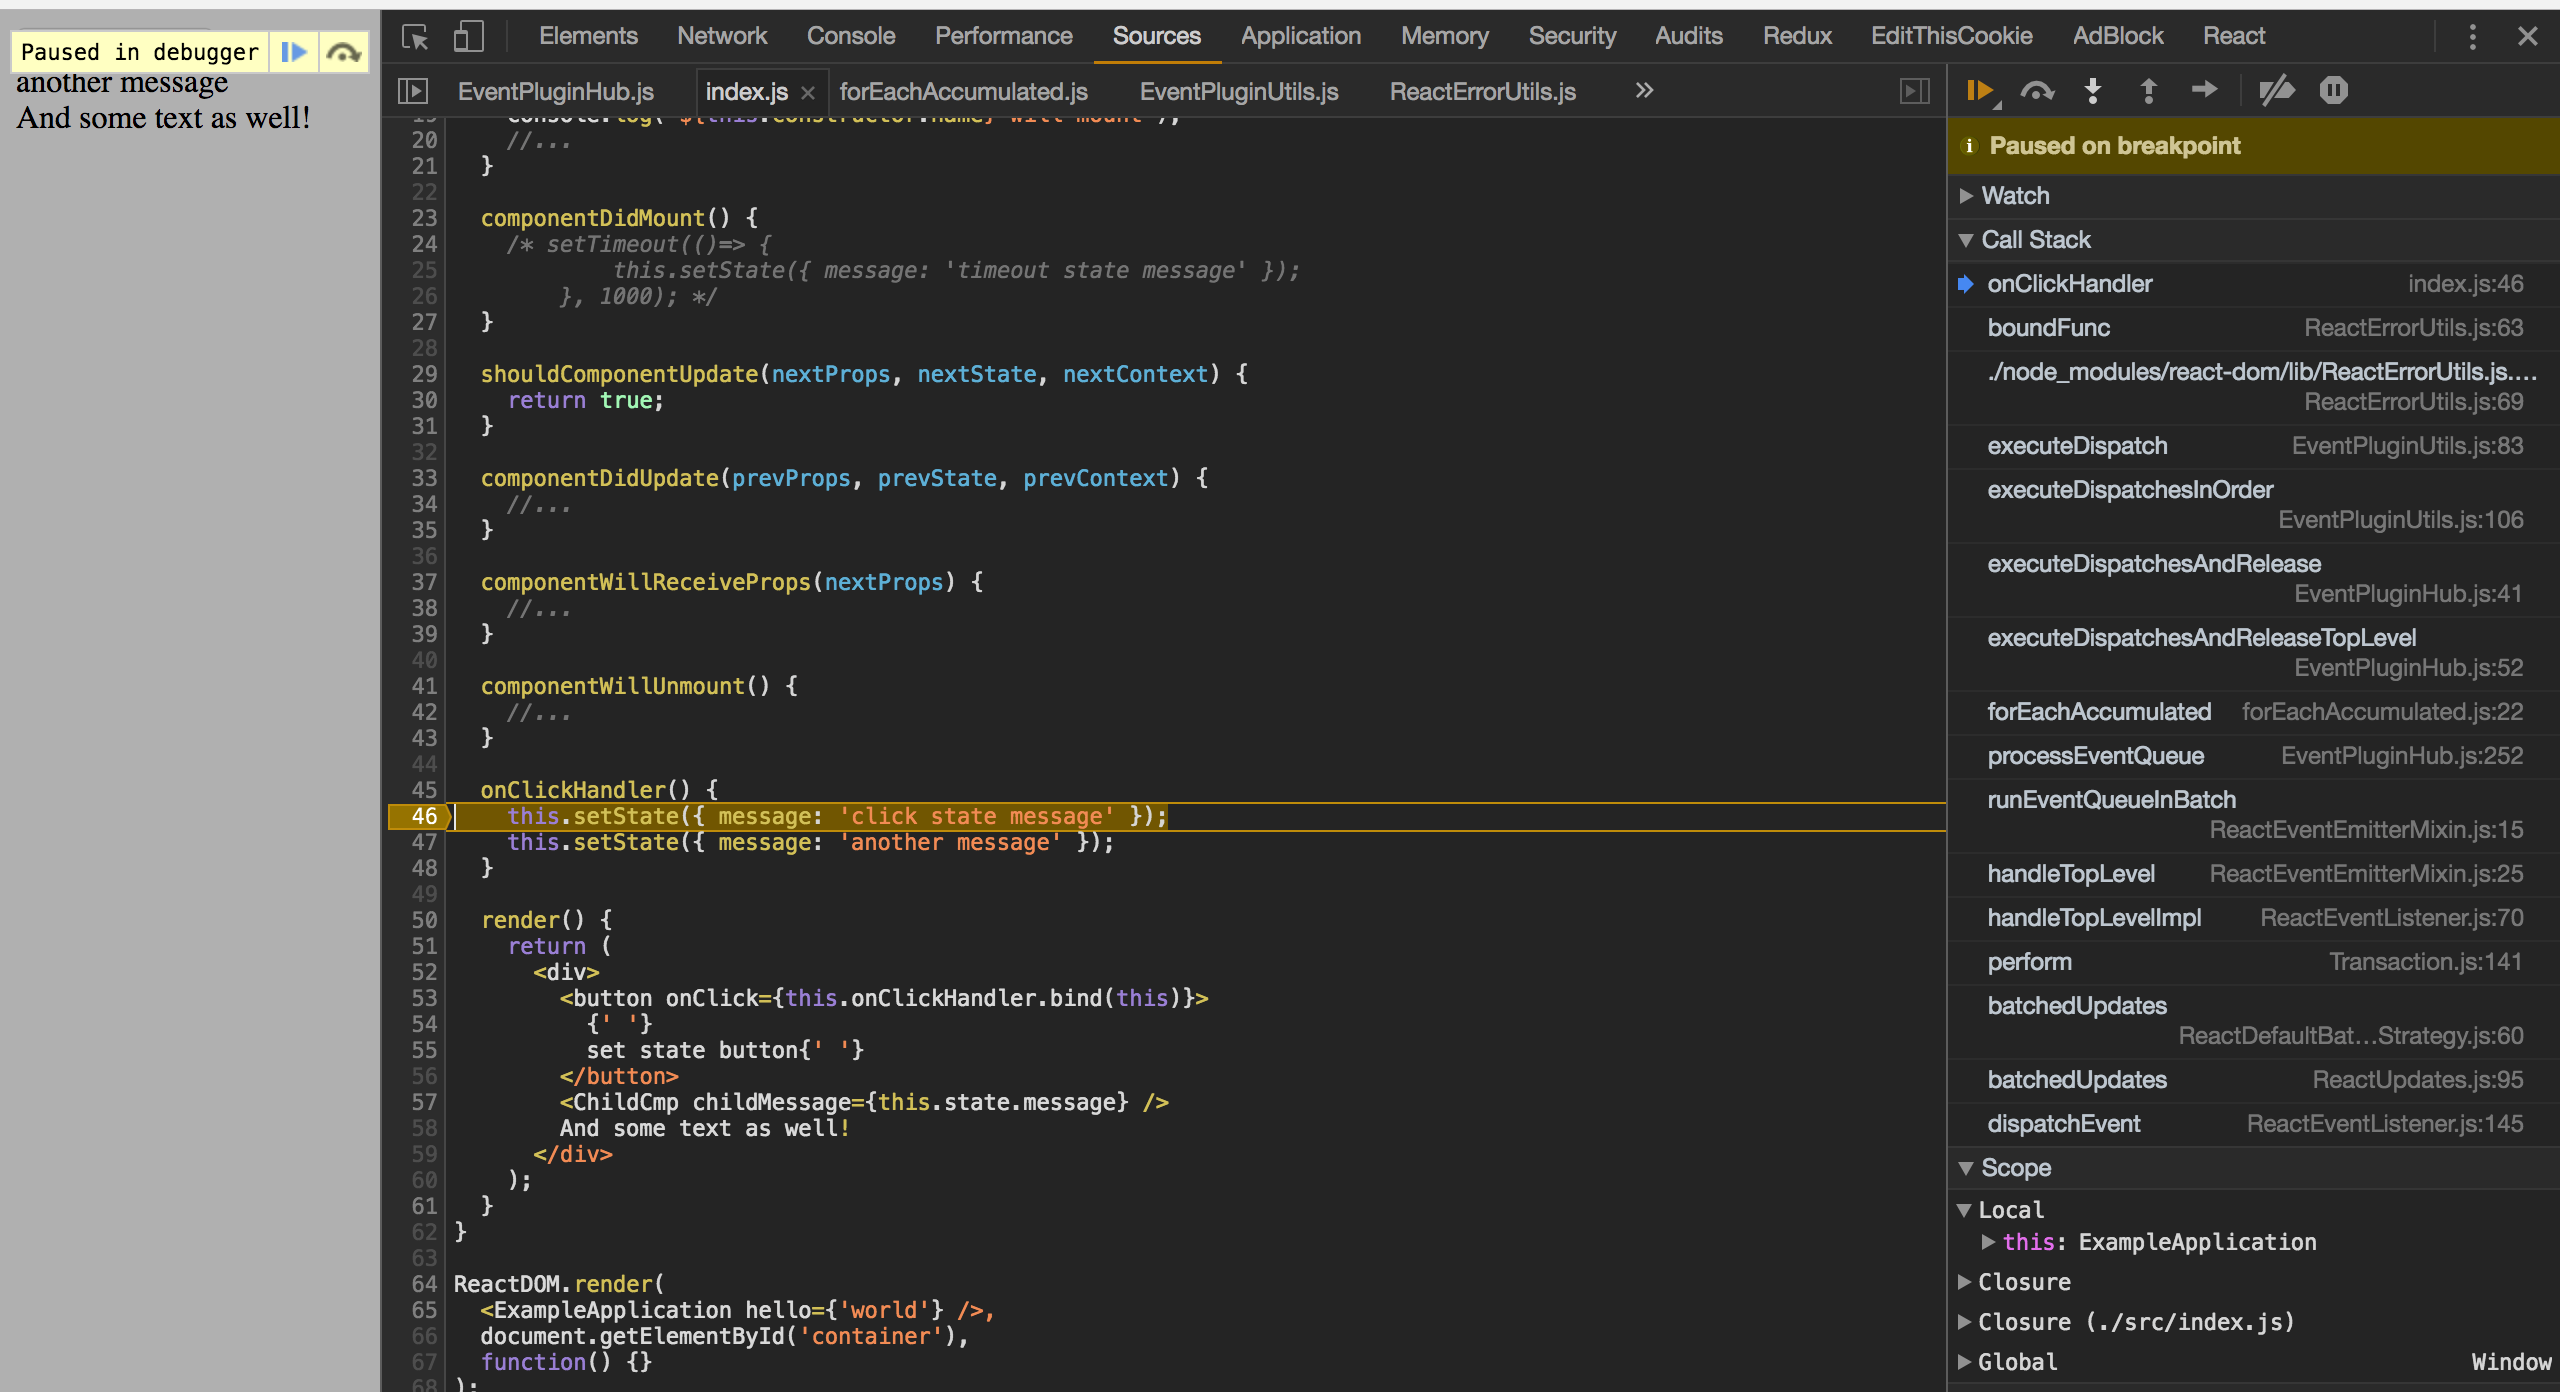 Paused in debugger
another message
And some text as well!
Elements Network Console Performance Sources Application Memory Security Audits Redux EditThisCookie AdBlock React
EventPluginHub.js index.js forEachAccumulated.js EventPluginUtils.js ReactErrorUtils.js
19 console.log(`${this.constructor.name} will mount`);
20 //...
21 }
22
23 componentDidMount() {
24 /* setTimeout(()=> {
25 this.setState({ message: 'timeout state message' });
26 }, 1000); */
27 }
28
29 shouldComponentUpdate(nextProps, nextState, nextContext) {
30 return true;
31 }
32
33 componentDidUpdate(prevProps, prevState, prevContext) {
34 //...
35 }
36
37 componentWillReceiveProps(nextProps) {
38 //...
39 }
40
41 componentWillUnmount() {
42 //...
43 }
44
45 onClickHandler() {
46 this.setState({ message: 'click state message' });
47 this.setState({ message: 'another message' });
48 }
49
50 render() {
51 return (
52 <div>
53 <button onClick={this.onClickHandler.bind(this)}>
54 {' '}
55 set state button{' '}
56 </button>
57 <ChildCmp childMessage={this.state.message} />
58 And some text as well!
59 </div>
60 );
61 }
62 }
63
64 ReactDOM.render(
65 <ExampleApplication hello={'world'} />,
66 document.getElementById('container'),
67 function() {}
68 );
Paused on breakpoint
Watch
Call Stack
onClickHandler index.js:46
boundFunc ReactErrorUtils.js:63
./node_modules/react-dom/lib/ReactErrorUtils.js....
ReactErrorUtils.js:69
executeDispatch EventPluginUtils.js:83
executeDispatchesInOrder
EventPluginUtils.js:106
executeDispatchesAndRelease
EventPluginHub.js:41
executeDispatchesAndReleaseTopLevel
EventPluginHub.js:52
forEachAccumulated forEachAccumulated.js:22
processEventQueue EventPluginHub.js:252
runEventQueueInBatch
ReactEventEmitterMixin.js:15
handleTopLevel ReactEventEmitterMixin.js:25
handleTopLevelImpl ReactEventListener.js:70
perform Transaction.js:141
batchedUpdates
ReactDefaultBat…Strategy.js:60
batchedUpdates ReactUpdates.js:95
dispatchEvent ReactEventListener.js:145
Scope
Local
this: ExampleApplication
Closure
Closure (./src/index.js)
Global Window